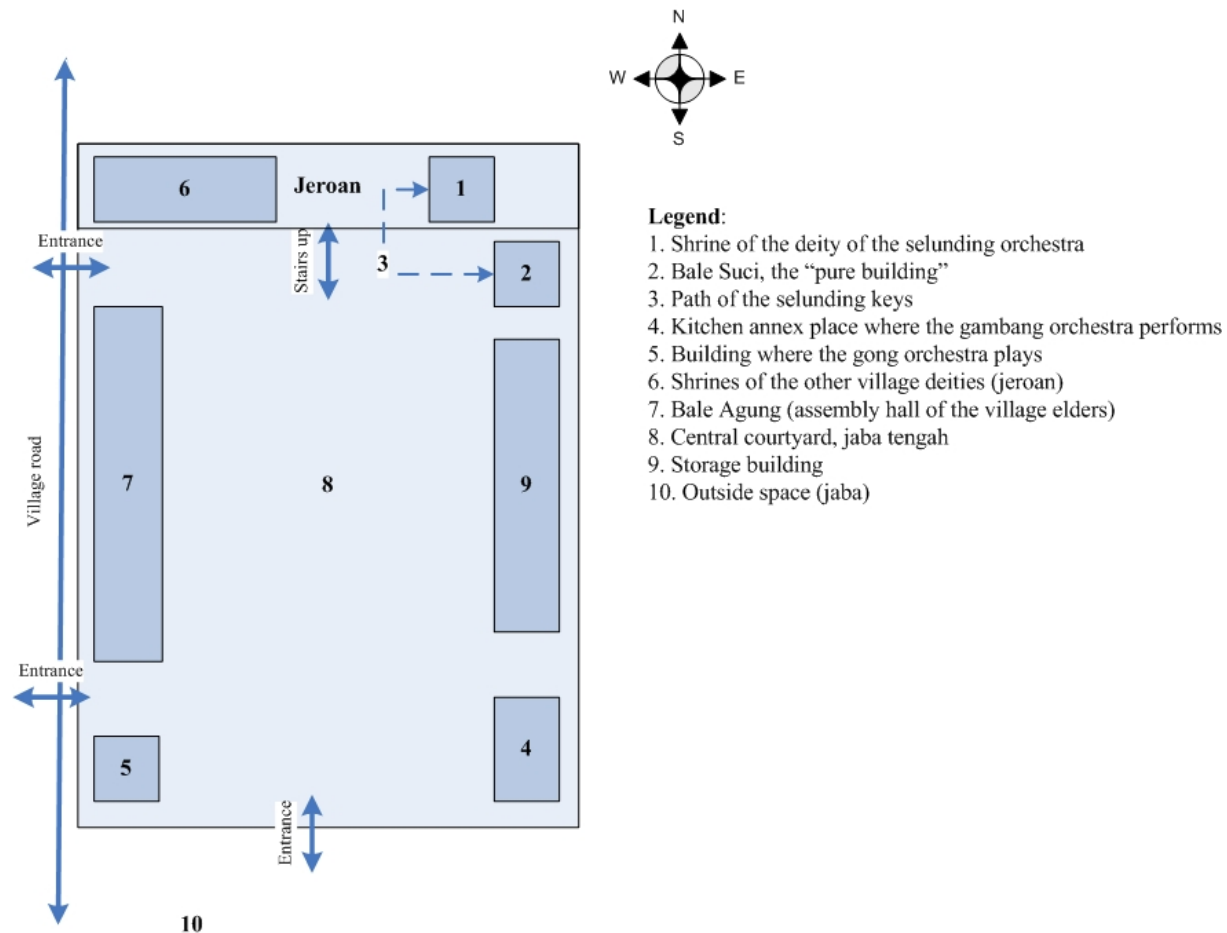 N
W
E
S
6
Jeroan
1
Entrance
Stairs up
3
2
Village road
7
8
9
Entrance
5
4
Entrance
10
Legend:
1. Shrine of the deity of the selunding orchestra
2. Bale Suci, the “pure building”
3. Path of the selunding keys
4. Kitchen annex place where the gambang orchestra performs
5. Building where the gong orchestra plays
6. Shrines of the other village deities (jeroan)
7. Bale Agung (assembly hall of the village elders)
8. Central courtyard, jaba tengah
9. Storage building
10. Outside space (jaba)